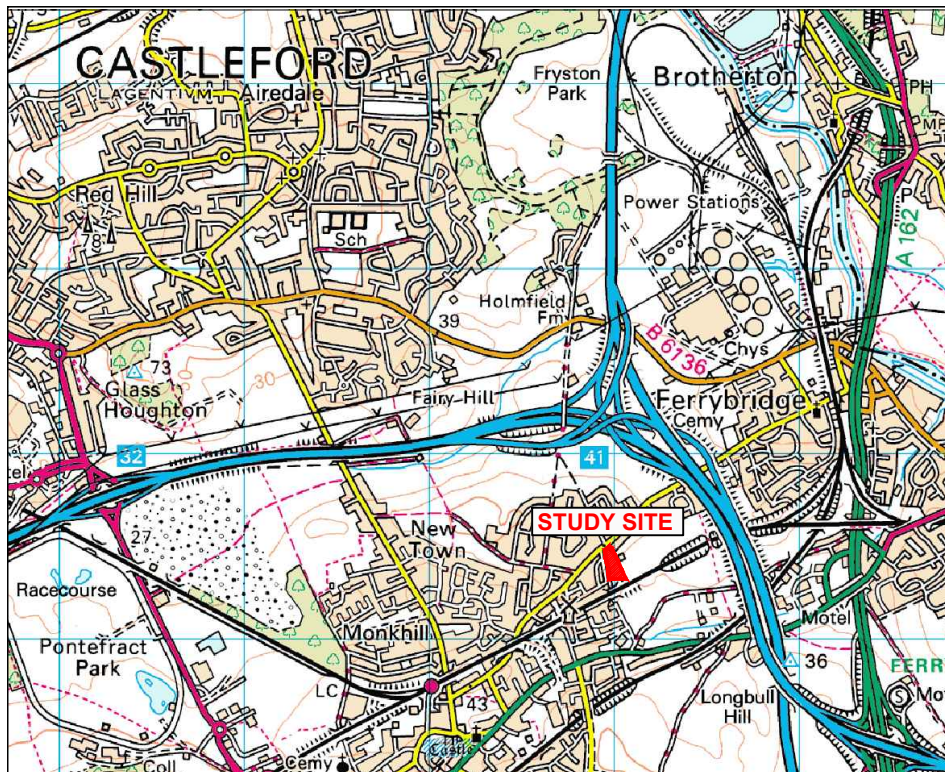 CASTLEFORD
LAGENTIVM
Airedale
Fryston
Park
Brotherton
PH
Red Hill
78
Sch
Power Stations
A 162
Holmfield
Fm
39
B 6136
Chys
73
Glass
Houghton
30
Fairy Hill
Ferrybridge
Cemy
32
41
STUDY SITE
New
Town
27
Racecourse
Monkhill
Pontefract
Park
Motel
LC
43
36
FERR
Longbull
Hill
S
Mo
Castle
Cemy
Coll